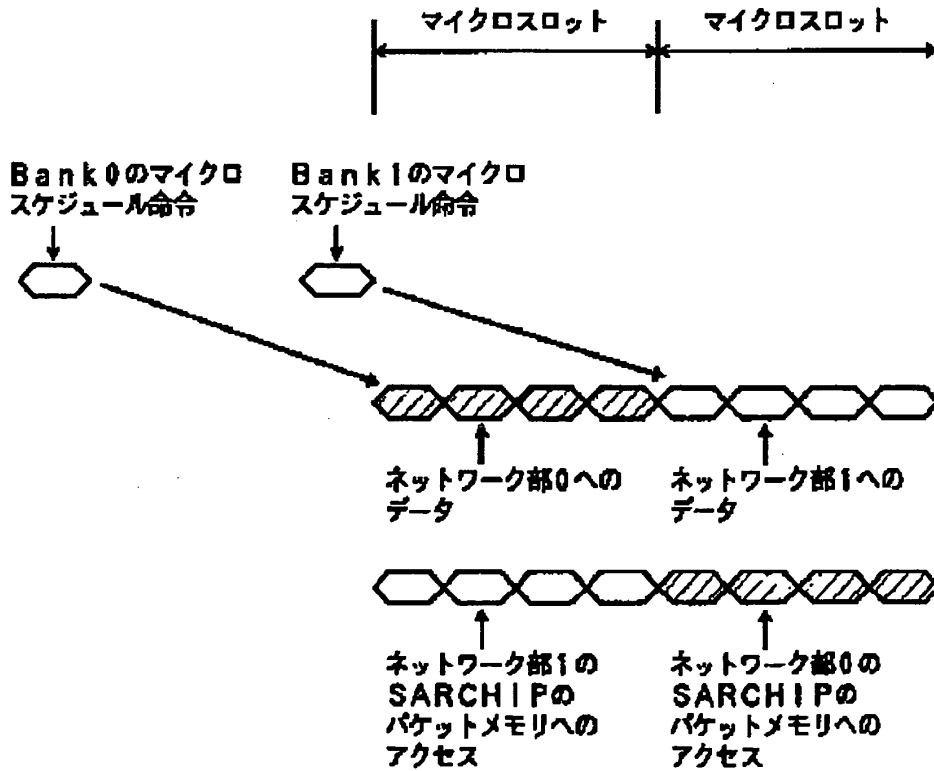 マイクロスロット
マイクロスロット
Bank0のマイクロ
スケジュール命令
Bank1のマイクロ
スケジュール命令
ネットワーク部0への
データ
ネットワーク部1への
データ
ネットワーク部1の
SARCHIPの
パケットメモリへの
アクセス
ネットワーク部0の
SARCHIPの
パケットメモリへの
アクセス